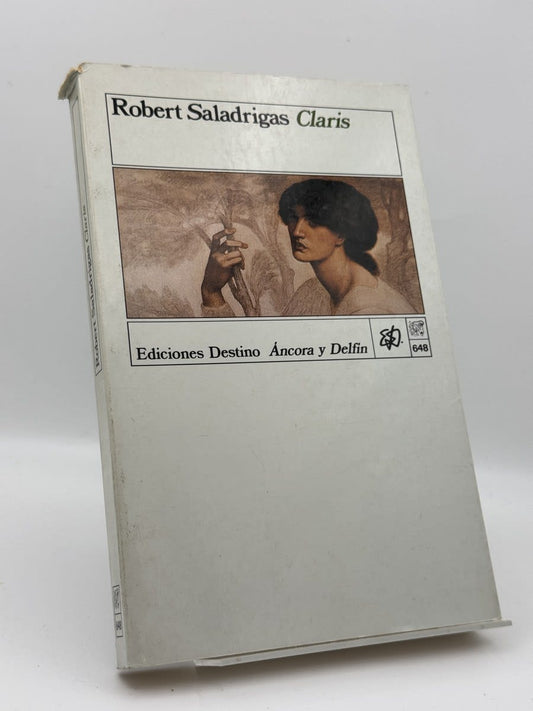 Robert Saladrigas Claris
Ediciones Destino Áncora y Delfín
648
Robert Saladrigas Claris